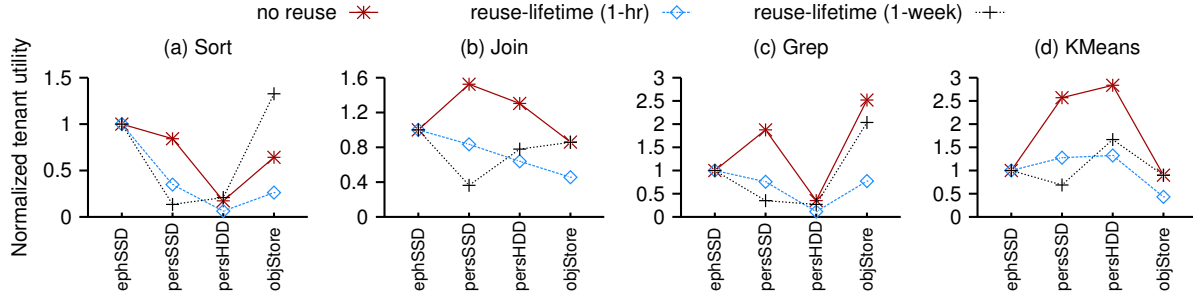 no reuse reuse-lifetime (1-hr) reuse-lifetime (1-week)
(a) Sort (b) Join (c) Grep (d) KMeans
Normalized tenant utility
1.5
1
0.5
0
ephSSD
persSSD
persHDD
objStore
1.6
1.2
0.8
0.4
0
ephSSD
persSSD
persHDD
objStore
3
2.5
2
1.5
1
0.5
0
ephSSD
persSSD
persHDD
objStore
3
2.5
2
1.5
1
0.5
0
ephSSD
persSSD
persHDD
objStore